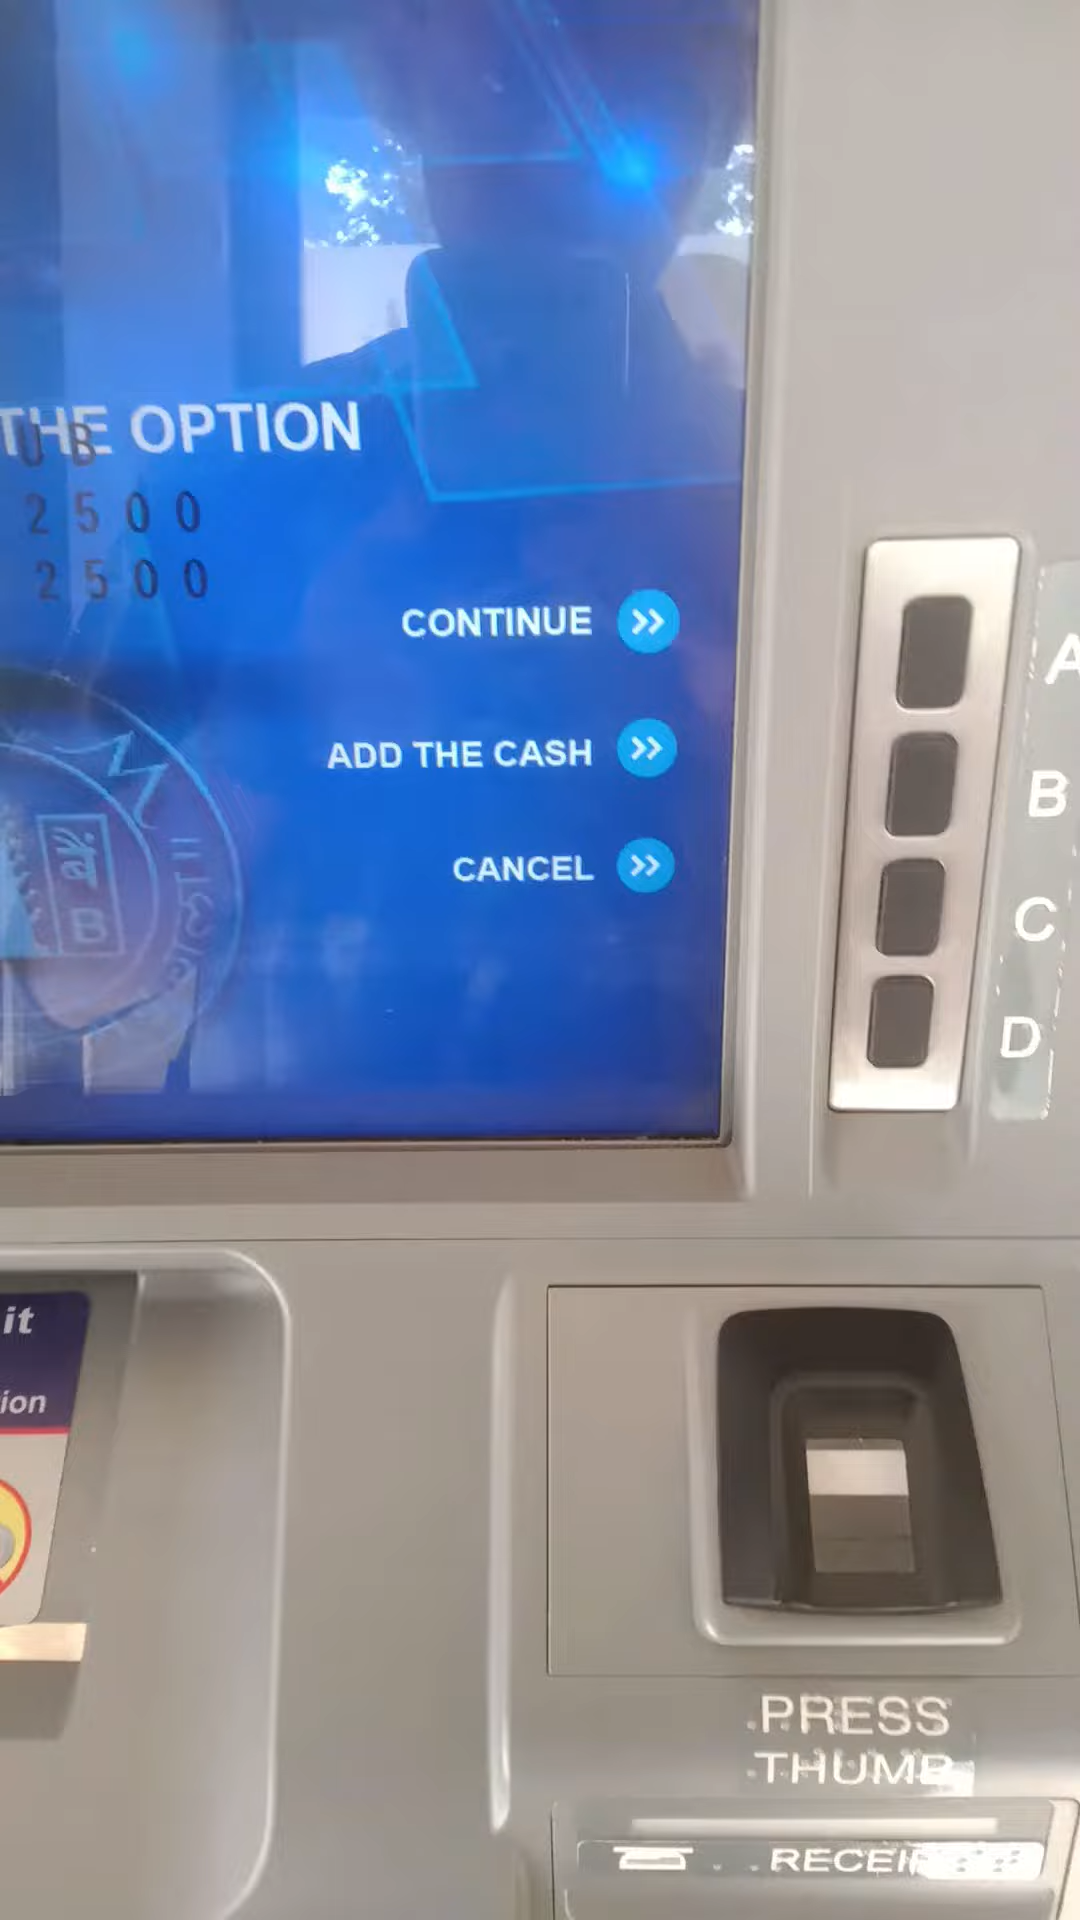 THE OPTION
U B
2 5 0 0
2 5 0 0
CONTINUE
ADD THE CASH
CANCEL
B
A
B
C
D
it
ion
PRESS
THUMB
RECEI